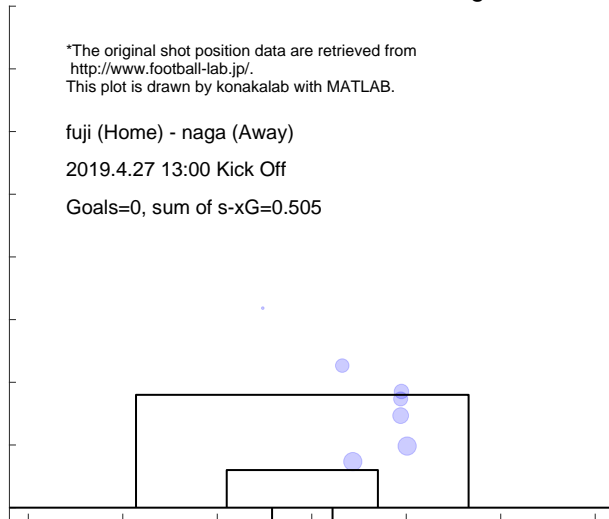 *The original shot position data are retrieved from
http://www.football-lab.jp/.
This plot is drawn by konakalab with MATLAB.
fuji (Home) - naga (Away)
2019.4.27 13:00 Kick Off
Goals=0, sum of s-xG=0.505